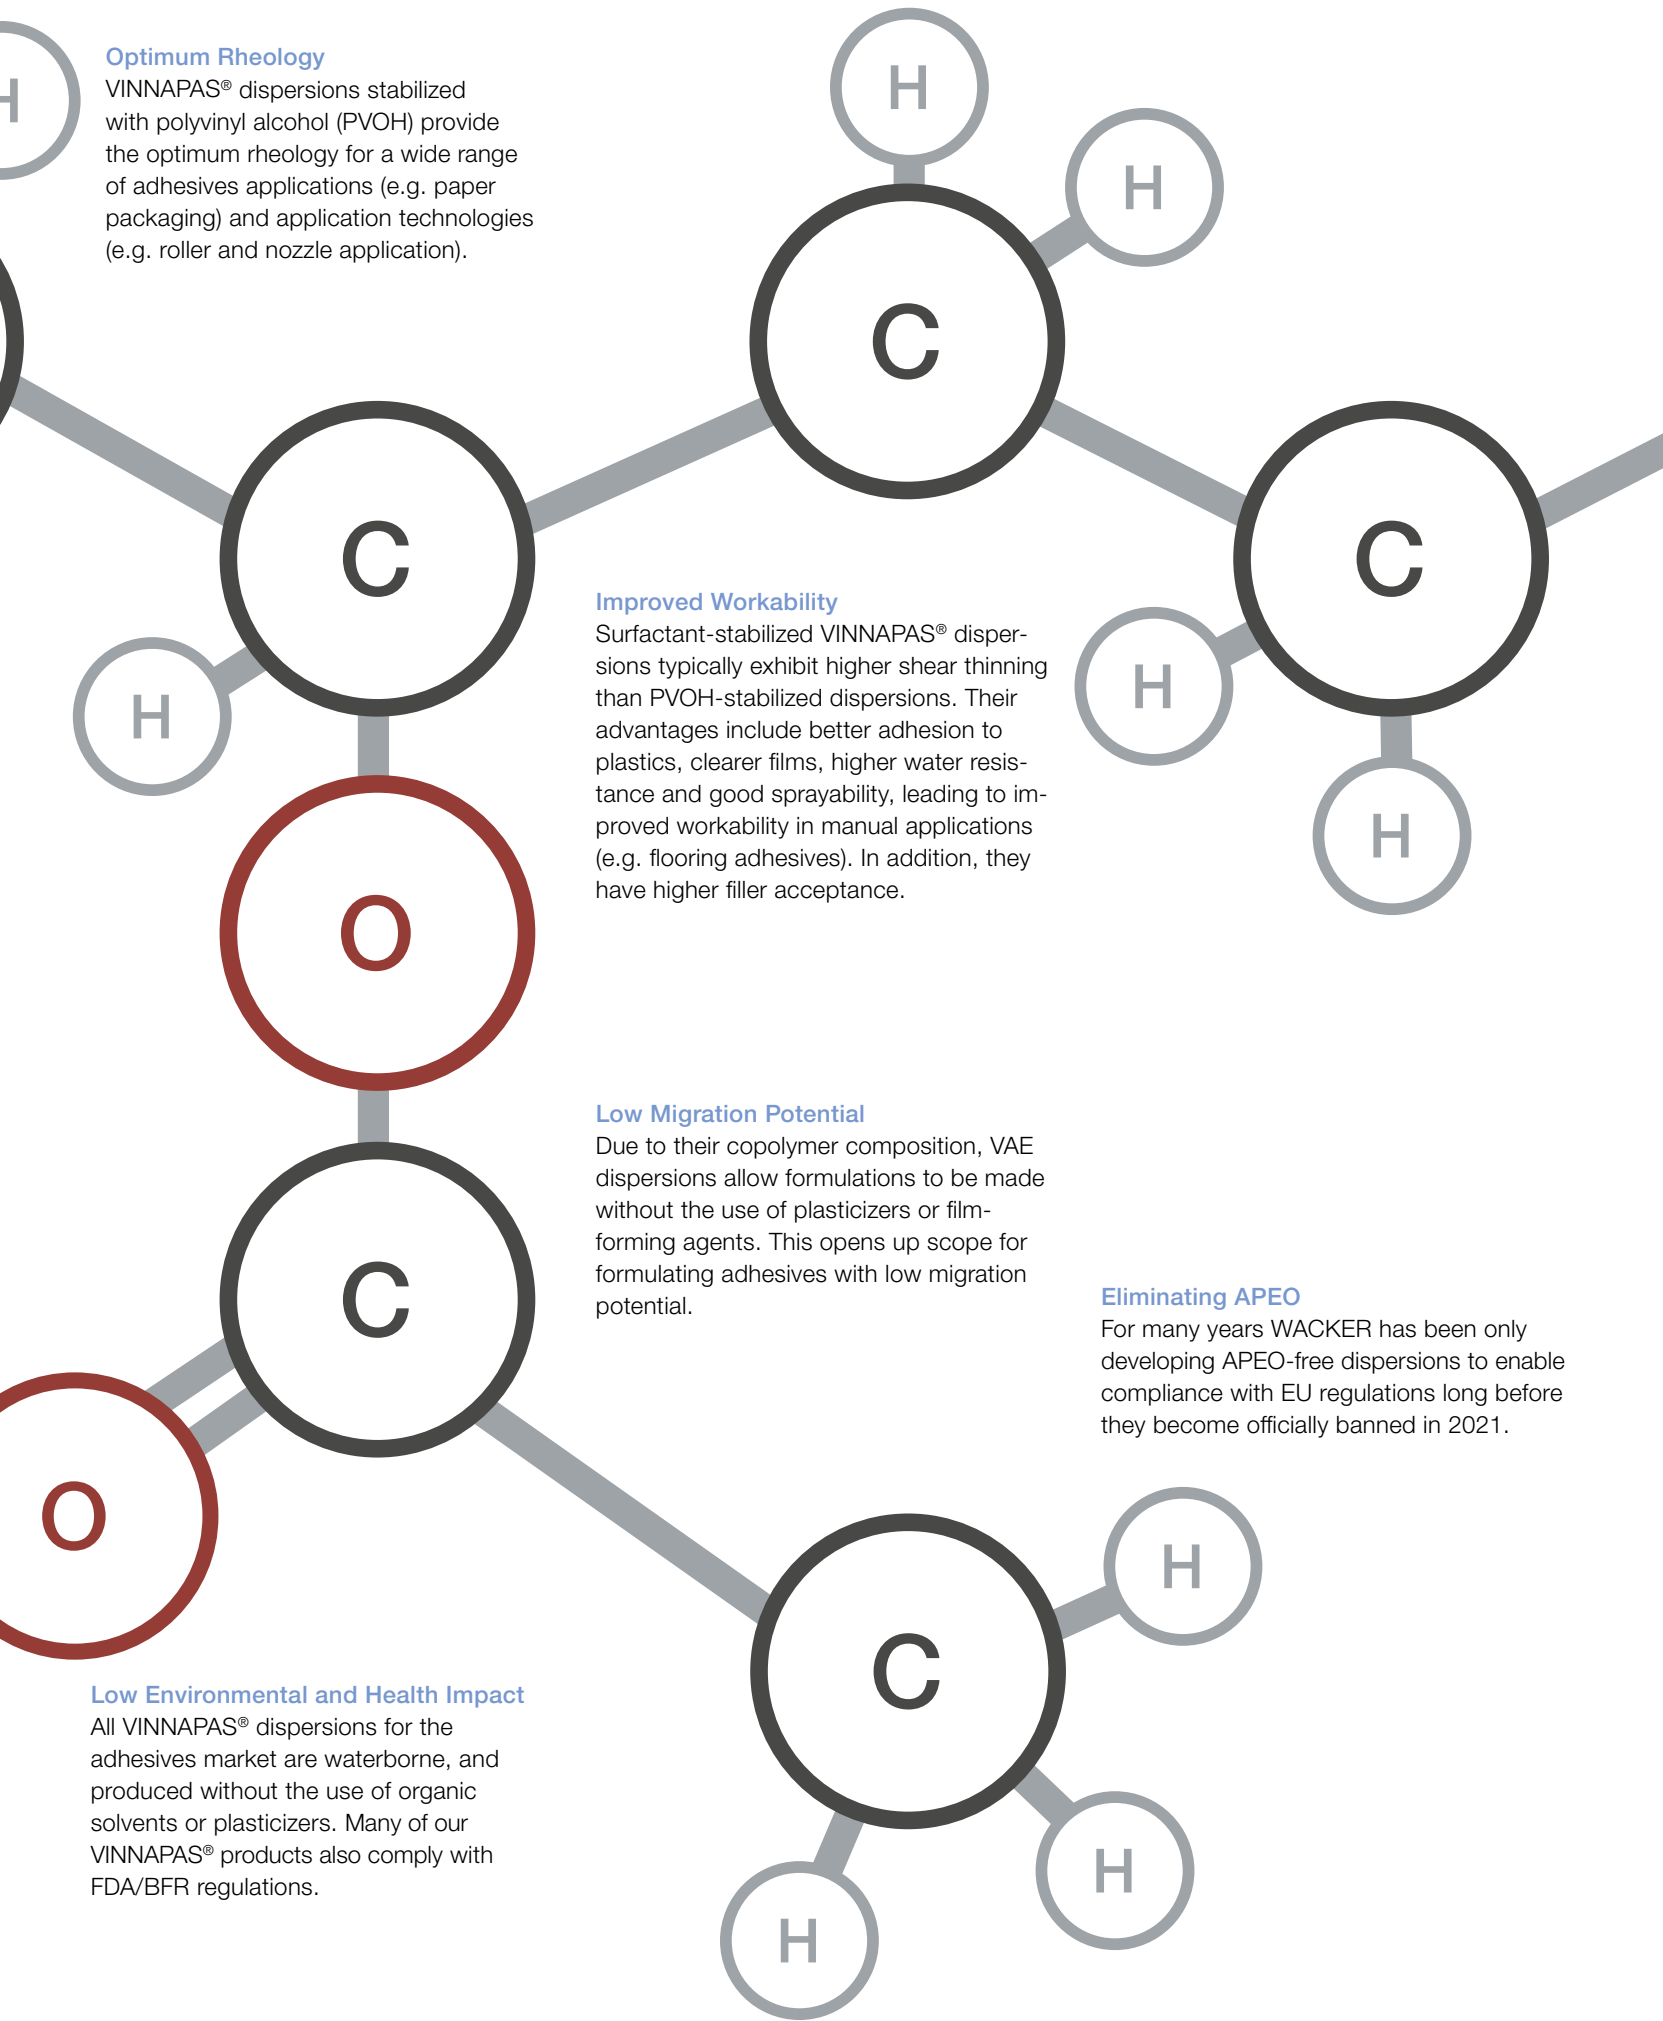 H
Optimum Rheology
VINNAPAS® dispersions stabilized
with polyvinyl alcohol (PVOH) provide
the optimum rheology for a wide range
of adhesives applications (e.g. paper
packaging) and application technologies
(e.g. roller and nozzle application).
H
H
C
C
C
H
Improved Workability
Surfactant-stabilized VINNAPAS® disper-
sions typically exhibit higher shear thinning
than PVOH-stabilized dispersions. Their
advantages include better adhesion to
plastics, clearer films, higher water resis-
tance and good sprayability, leading to im-
proved workability in manual applications
(e.g. flooring adhesives). In addition, they
have higher filler acceptance.
H
H
O
Low Migration Potential
Due to their copolymer composition, VAE
dispersions allow formulations to be made
without the use of plasticizers or film-
forming agents. This opens up scope for
formulating adhesives with low migration
potential.
C
Eliminating APEO
For many years WACKER has been only
developing APEO-free dispersions to enable
compliance with EU regulations long before
they become officially banned in 2021.
O
H
C
Low Environmental and Health Impact
All VINNAPAS® dispersions for the
adhesives market are waterborne, and
produced without the use of organic
solvents or plasticizers. Many of our
VINNAPAS® products also comply with
FDA/BFR regulations.
H
H